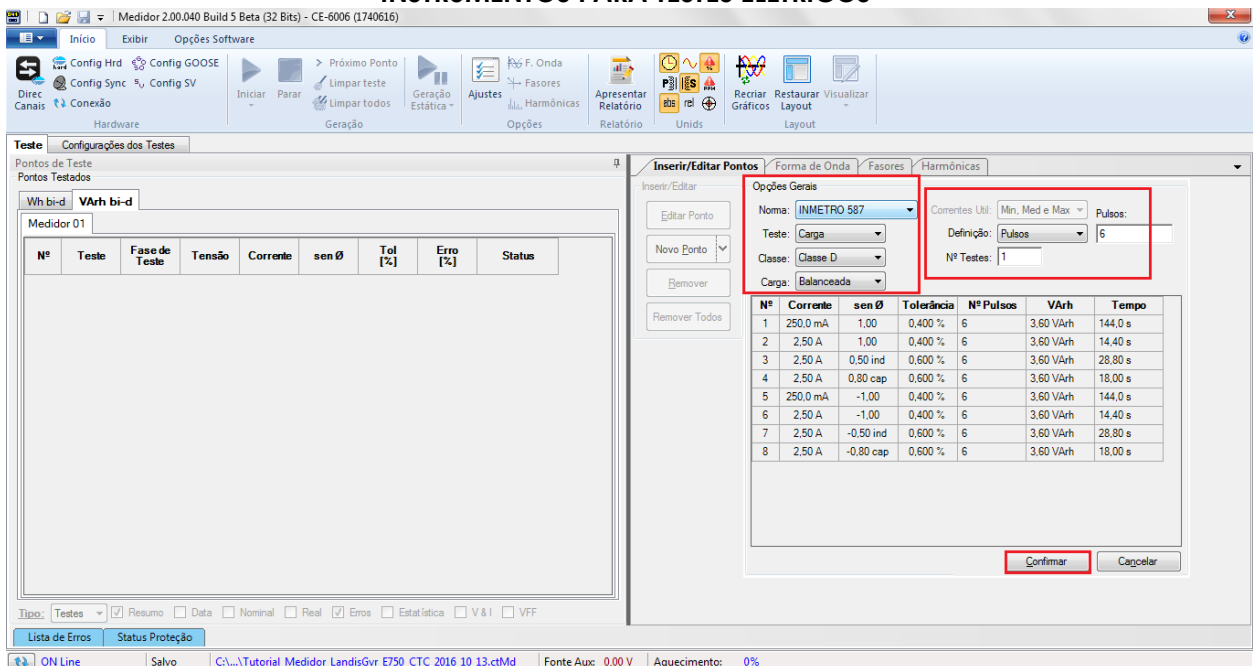 INSTRUMENTOS PARA TESTES ELÉTRICOS
Medidor 2.00.040 Build 5 Beta (32 Bits) - CE-6006 (1740616)
Início Exibir Opções Software
Direc Canais
Config Hrd
Config GOOSE
Config Sync
Config SV
Conexão
Hardware
Iniciar
Parar
Próximo Ponto
Limpar teste
Limpar todos
Geração Estática
Geração
Ajustes
F. Onda
Fasores
Harmônicas
Opções
Apresentar Relatório
Relatório
abs rel
Unids
Recriar Gráficos
Restaurar Layout
Visualizar
Layout
Teste Configurações dos Testes
Pontos de Teste
Pontos Testados
Wh bi-d VArh bi-d
Medidor 01
Nº Teste Fase de Teste Tensão Corrente sen Ø Tol [%] Erro [%] Status
Tipo: Testes Resumo Data Nominal Real Erros Estatística V & I VFF
Inserir/Editar Pontos Forma de Onda Fasores Harmônicas
Inserir/Editar
Editar Ponto
Novo Ponto
Remover
Remover Todos
Opções Gerais
Norma: INMETRO 587
Teste: Carga
Classe: Classe D
Carga: Balanceada
Correntes Util: Min, Med e Max
Pulsos:
Definição: Pulsos 6
Nº Testes: 1
Nº Corrente sen Ø Tolerância Nº Pulsos VArh Tempo
1 250,0 mA 1,00 0,400 % 6 3,60 VArh 144,0 s
2 2,50 A 1,00 0,400 % 6 3,60 VArh 14,40 s
3 2,50 A 0,50 ind 0,600 % 6 3,60 VArh 28,80 s
4 2,50 A 0,80 cap 0,600 % 6 3,60 VArh 18,00 s
5 250,0 mA -1,00 0,400 % 6 3,60 VArh 144,0 s
6 2,50 A -1,00 0,400 % 6 3,60 VArh 14,40 s
7 2,50 A -0,50 ind 0,600 % 6 3,60 VArh 28,80 s
8 2,50 A -0,80 cap 0,600 % 6 3,60 VArh 18,00 s
Confirmar Cancelar
Lista de Erros Status Proteção
ON Line Salvo C:\...\Tutorial Medidor LandisGyr E750 CTC 2016 10 13.ctMd Fonte Aux: 0.00 V Aquecimento: 0%